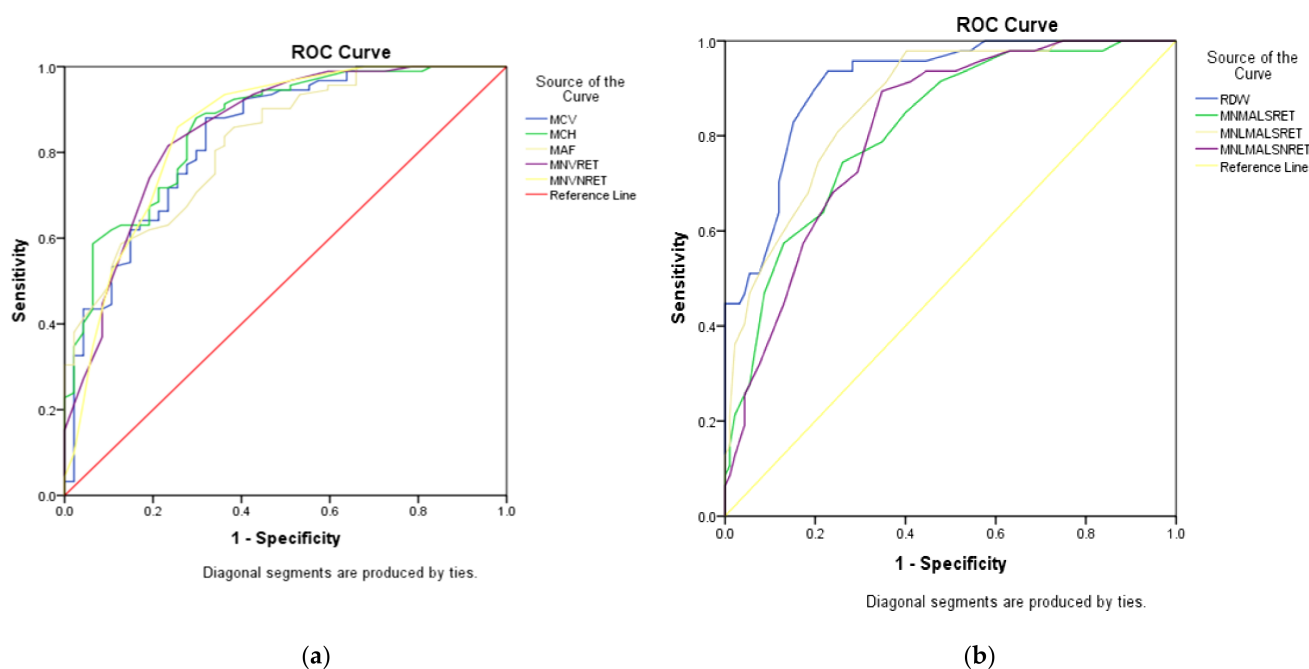 ROC Curve
1.0
0.8
0.6
0.4
0.2
0.0
0.0 0.2 0.4 0.6 0.8 1.0
Sensitivity
1 - Specificity
Source of the
Curve
MCV
MCH
MAF
MNVRET
MNVNRET
Reference Line
Diagonal segments are produced by ties.
(a)
ROC Curve
1.0
0.8
0.6
0.4
0.2
0.0
0.0 0.2 0.4 0.6 0.8 1.0
Sensitivity
1 - Specificity
Source of the
Curve
RDW
MNMALSRET
MNLMALSRET
MNLMALSNRET
Reference Line
Diagonal segments are produced by ties.
(b)